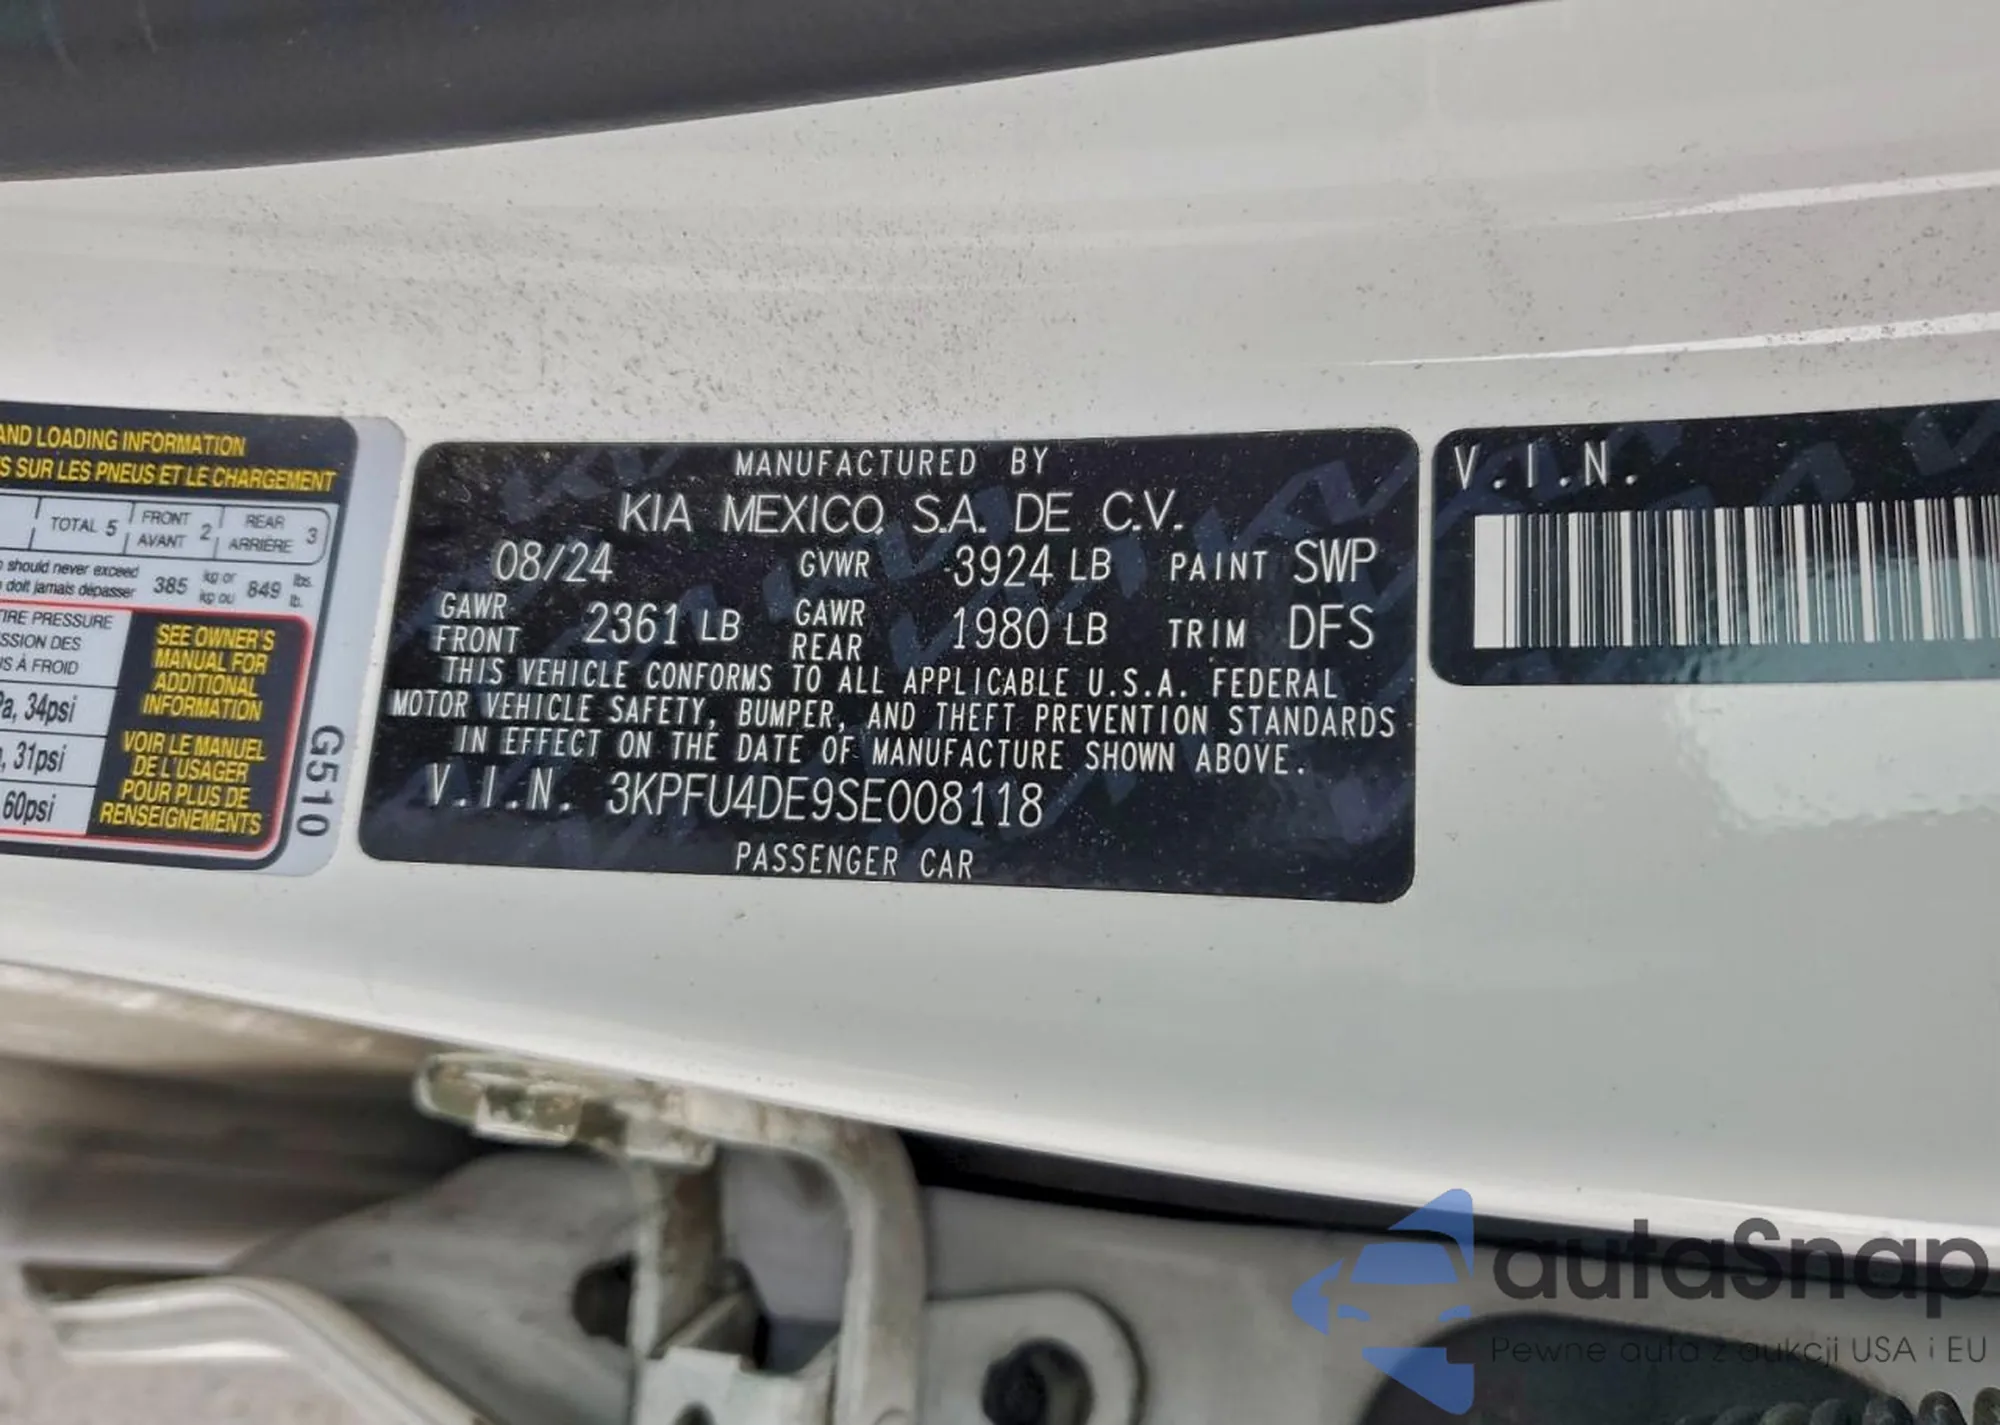 AND LOADING INFORMATION
SUR LES PNEUS ET LE CHARGEMENT
TOTAL 5 FRONT AVANT 2 REAR ARRIÈRE 3
should never exceed
doit jamais dépasser 385 kg or kg ou 849 lbs. lb.
PRESSURE
DES
À FROID
34psi
31psi
60psi
SEE OWNER'S
MANUAL FOR
ADDITIONAL
INFORMATION
VOIR LE MANUEL
DE L'USAGER
POUR PLUS DE
RENSEIGNEMENTS
G510
MANUFACTURED BY
KIA MEXICO, S.A. DE C.V.
08/24 GVWR 3924 LB PAINT SWP
GAWR FRONT 2361 LB GAWR REAR 1980 LB TRIM DFS
THIS VEHICLE CONFORMS TO ALL APPLICABLE U.S.A. FEDERAL
MOTOR VEHICLE SAFETY, BUMPER, AND THEFT PREVENTION STANDARDS
IN EFFECT ON THE DATE OF MANUFACTURE SHOWN ABOVE.
V.I.N. 3KPFU4DE9SE008118
PASSENGER CAR
V.I.N.
autaSnap
Pewne auta z aukcji USA i EU